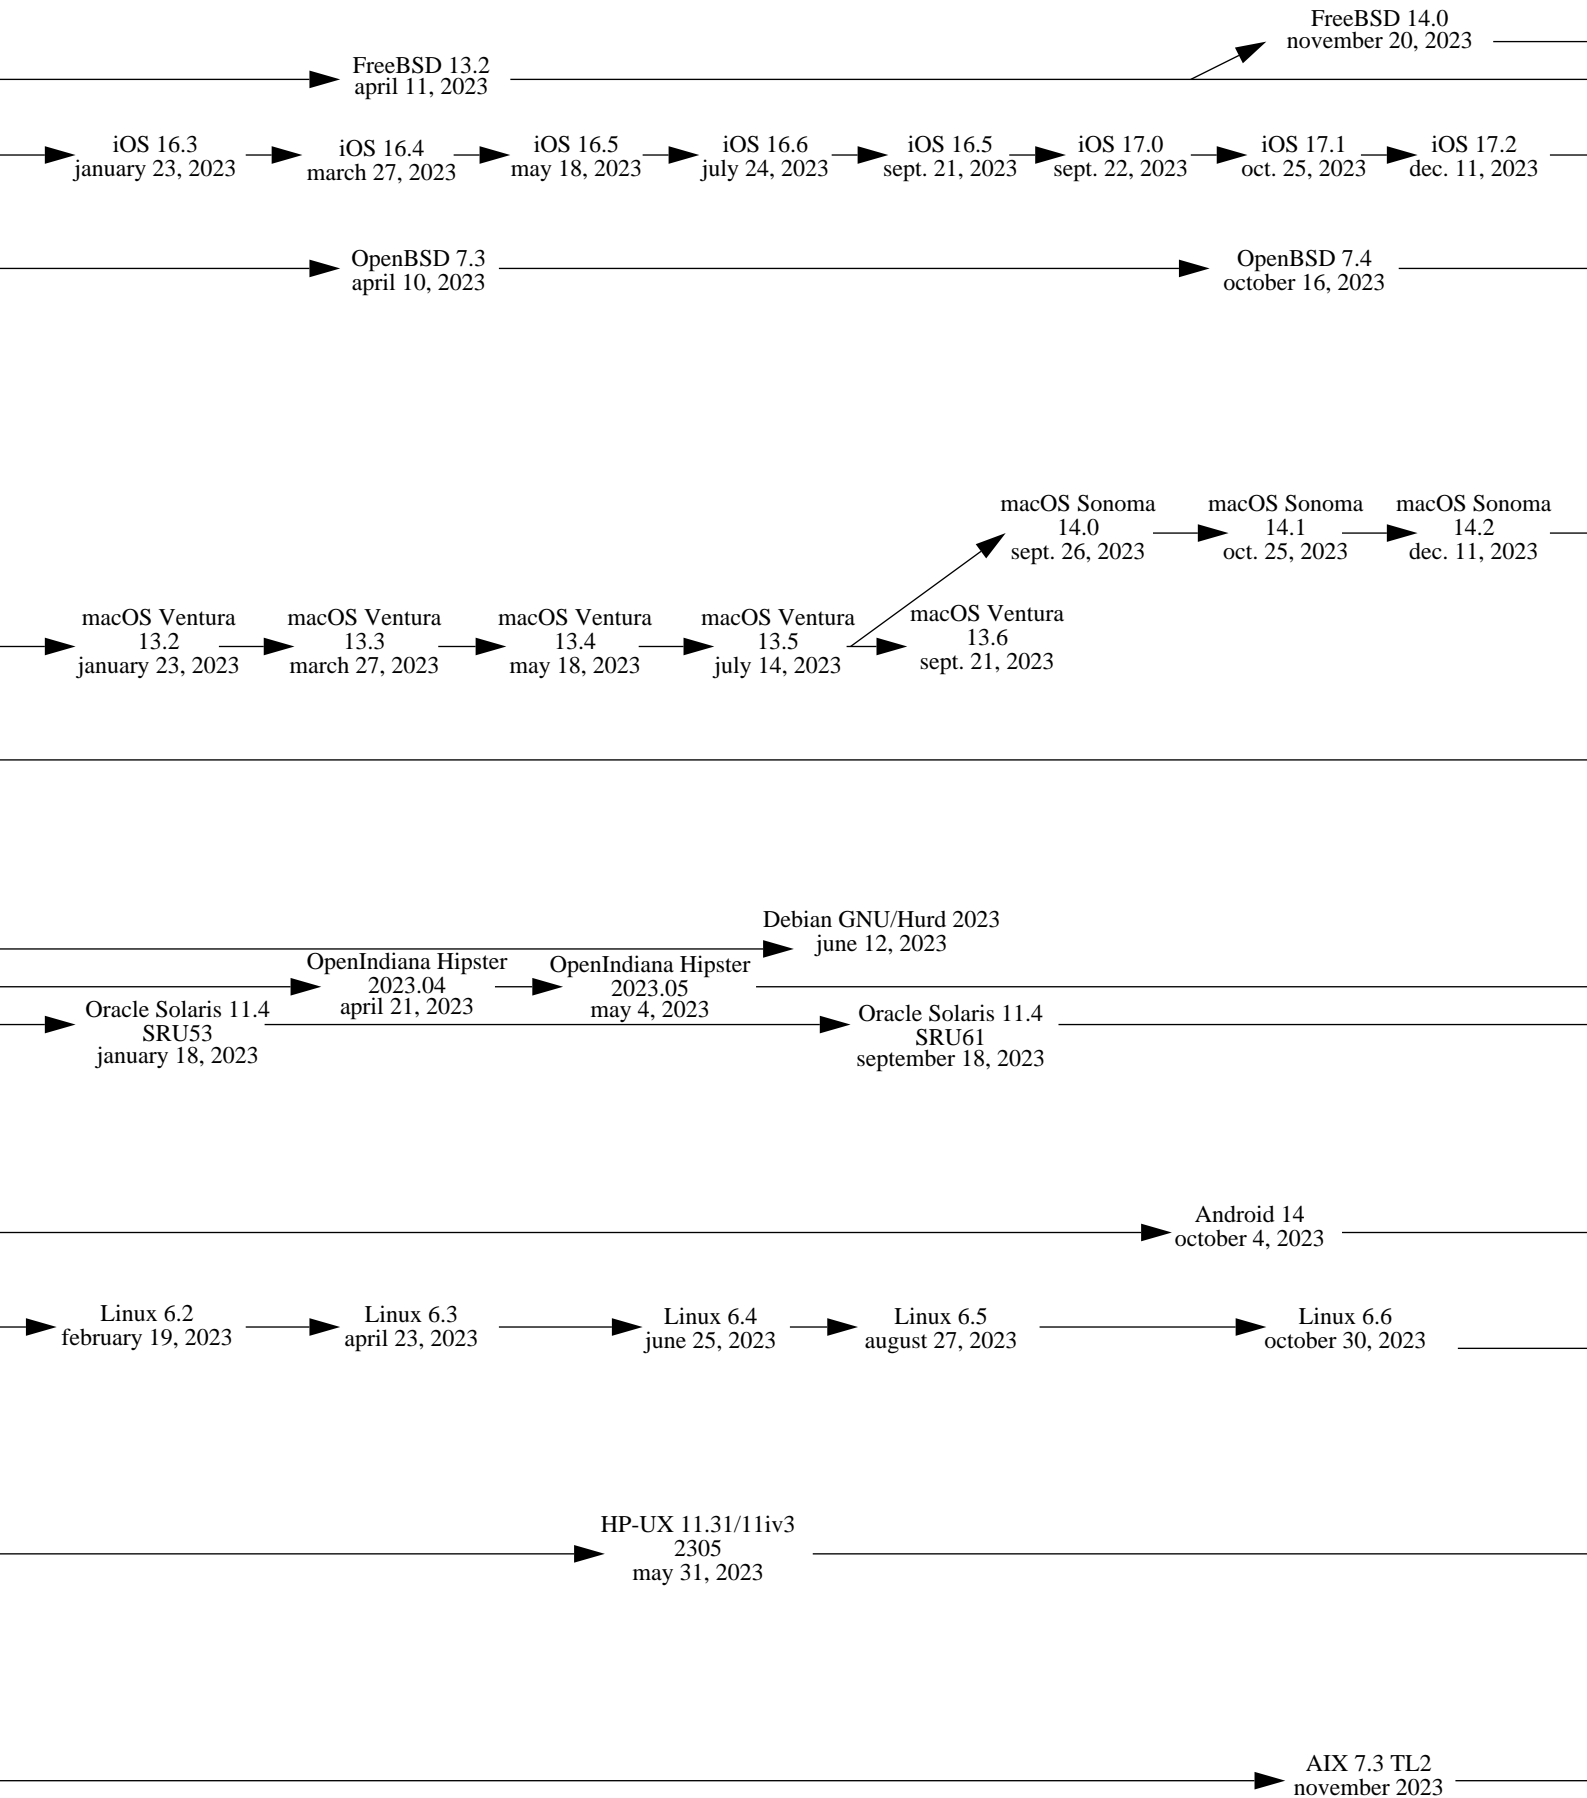 FreeBSD 14.0
november 20, 2023
FreeBSD 13.2
april 11, 2023
iOS 16.3
january 23, 2023
iOS 16.4
march 27, 2023
iOS 16.5
may 18, 2023
iOS 16.6
july 24, 2023
iOS 16.5
sept. 21, 2023
iOS 17.0
sept. 22, 2023
iOS 17.1
oct. 25, 2023
iOS 17.2
dec. 11, 2023
OpenBSD 7.3
april 10, 2023
OpenBSD 7.4
october 16, 2023
macOS Sonoma
14.0
sept. 26, 2023
macOS Sonoma
14.1
oct. 25, 2023
macOS Sonoma
14.2
dec. 11, 2023
macOS Ventura
13.2
january 23, 2023
macOS Ventura
13.3
march 27, 2023
macOS Ventura
13.4
may 18, 2023
macOS Ventura
13.5
july 14, 2023
macOS Ventura
13.6
sept. 21, 2023
Debian GNU/Hurd 2023
june 12, 2023
OpenIndiana Hipster
2023.04
april 21, 2023
OpenIndiana Hipster
2023.05
may 4, 2023
Oracle Solaris 11.4
SRU53
january 18, 2023
Oracle Solaris 11.4
SRU61
september 18, 2023
Android 14
october 4, 2023
Linux 6.2
february 19, 2023
Linux 6.3
april 23, 2023
Linux 6.4
june 25, 2023
Linux 6.5
august 27, 2023
Linux 6.6
october 30, 2023
HP-UX 11.31/11iv3
2305
may 31, 2023
AIX 7.3 TL2
november 2023